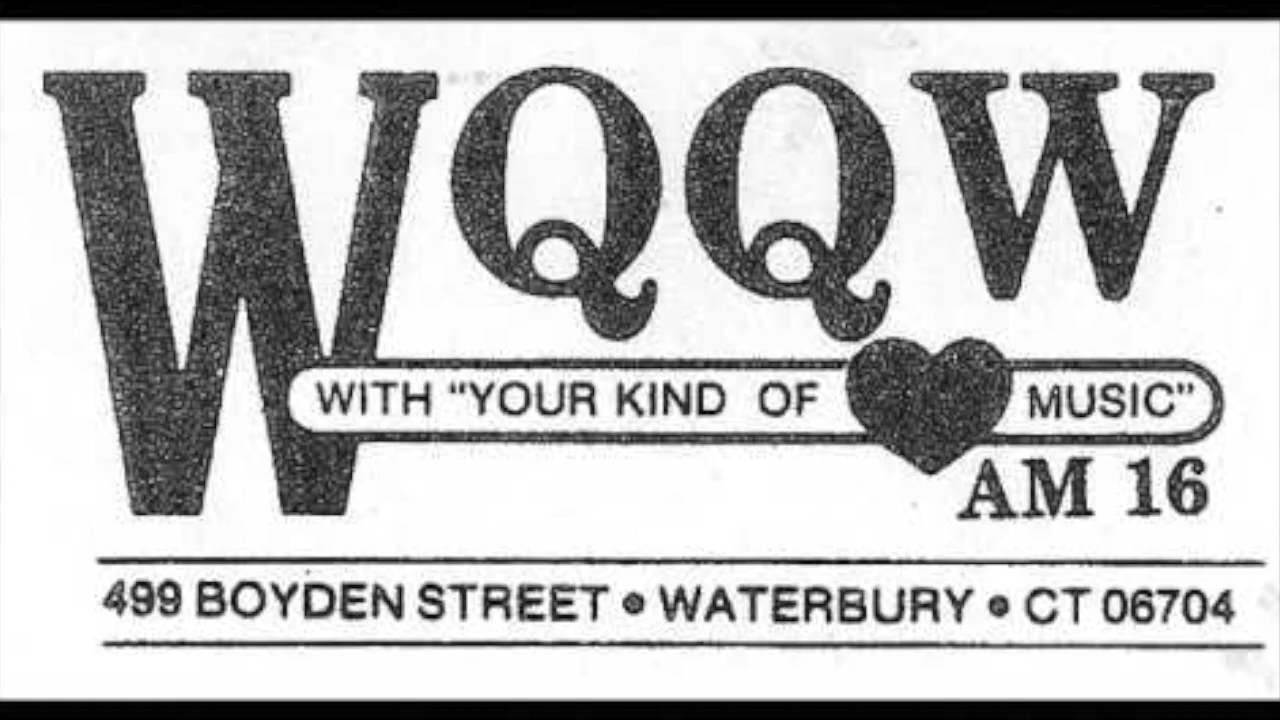 WQQW
WITH "YOUR KIND OF MUSIC"
AM 16
499 BOYDEN STREET • WATERBURY • CT 06704